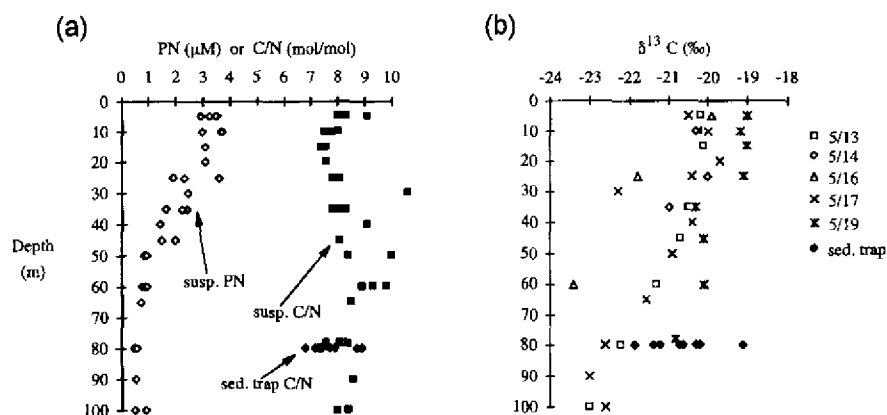 (a)
PN (μM) or C/N (mol/mol)
0 1 2 3 4 5 6 7 8 9 10
0
10
20
30
40
50
60
70
80
90
100
Depth
(m)
susp. PN
susp. C/N
sed. trap C/N
(b)
δ13 C (‰)
-24 -23 -22 -21 -20 -19 -18
0
10
20
30
40
50
60
70
80
90
100
5/13
5/14
5/16
5/17
5/19
sed. trap